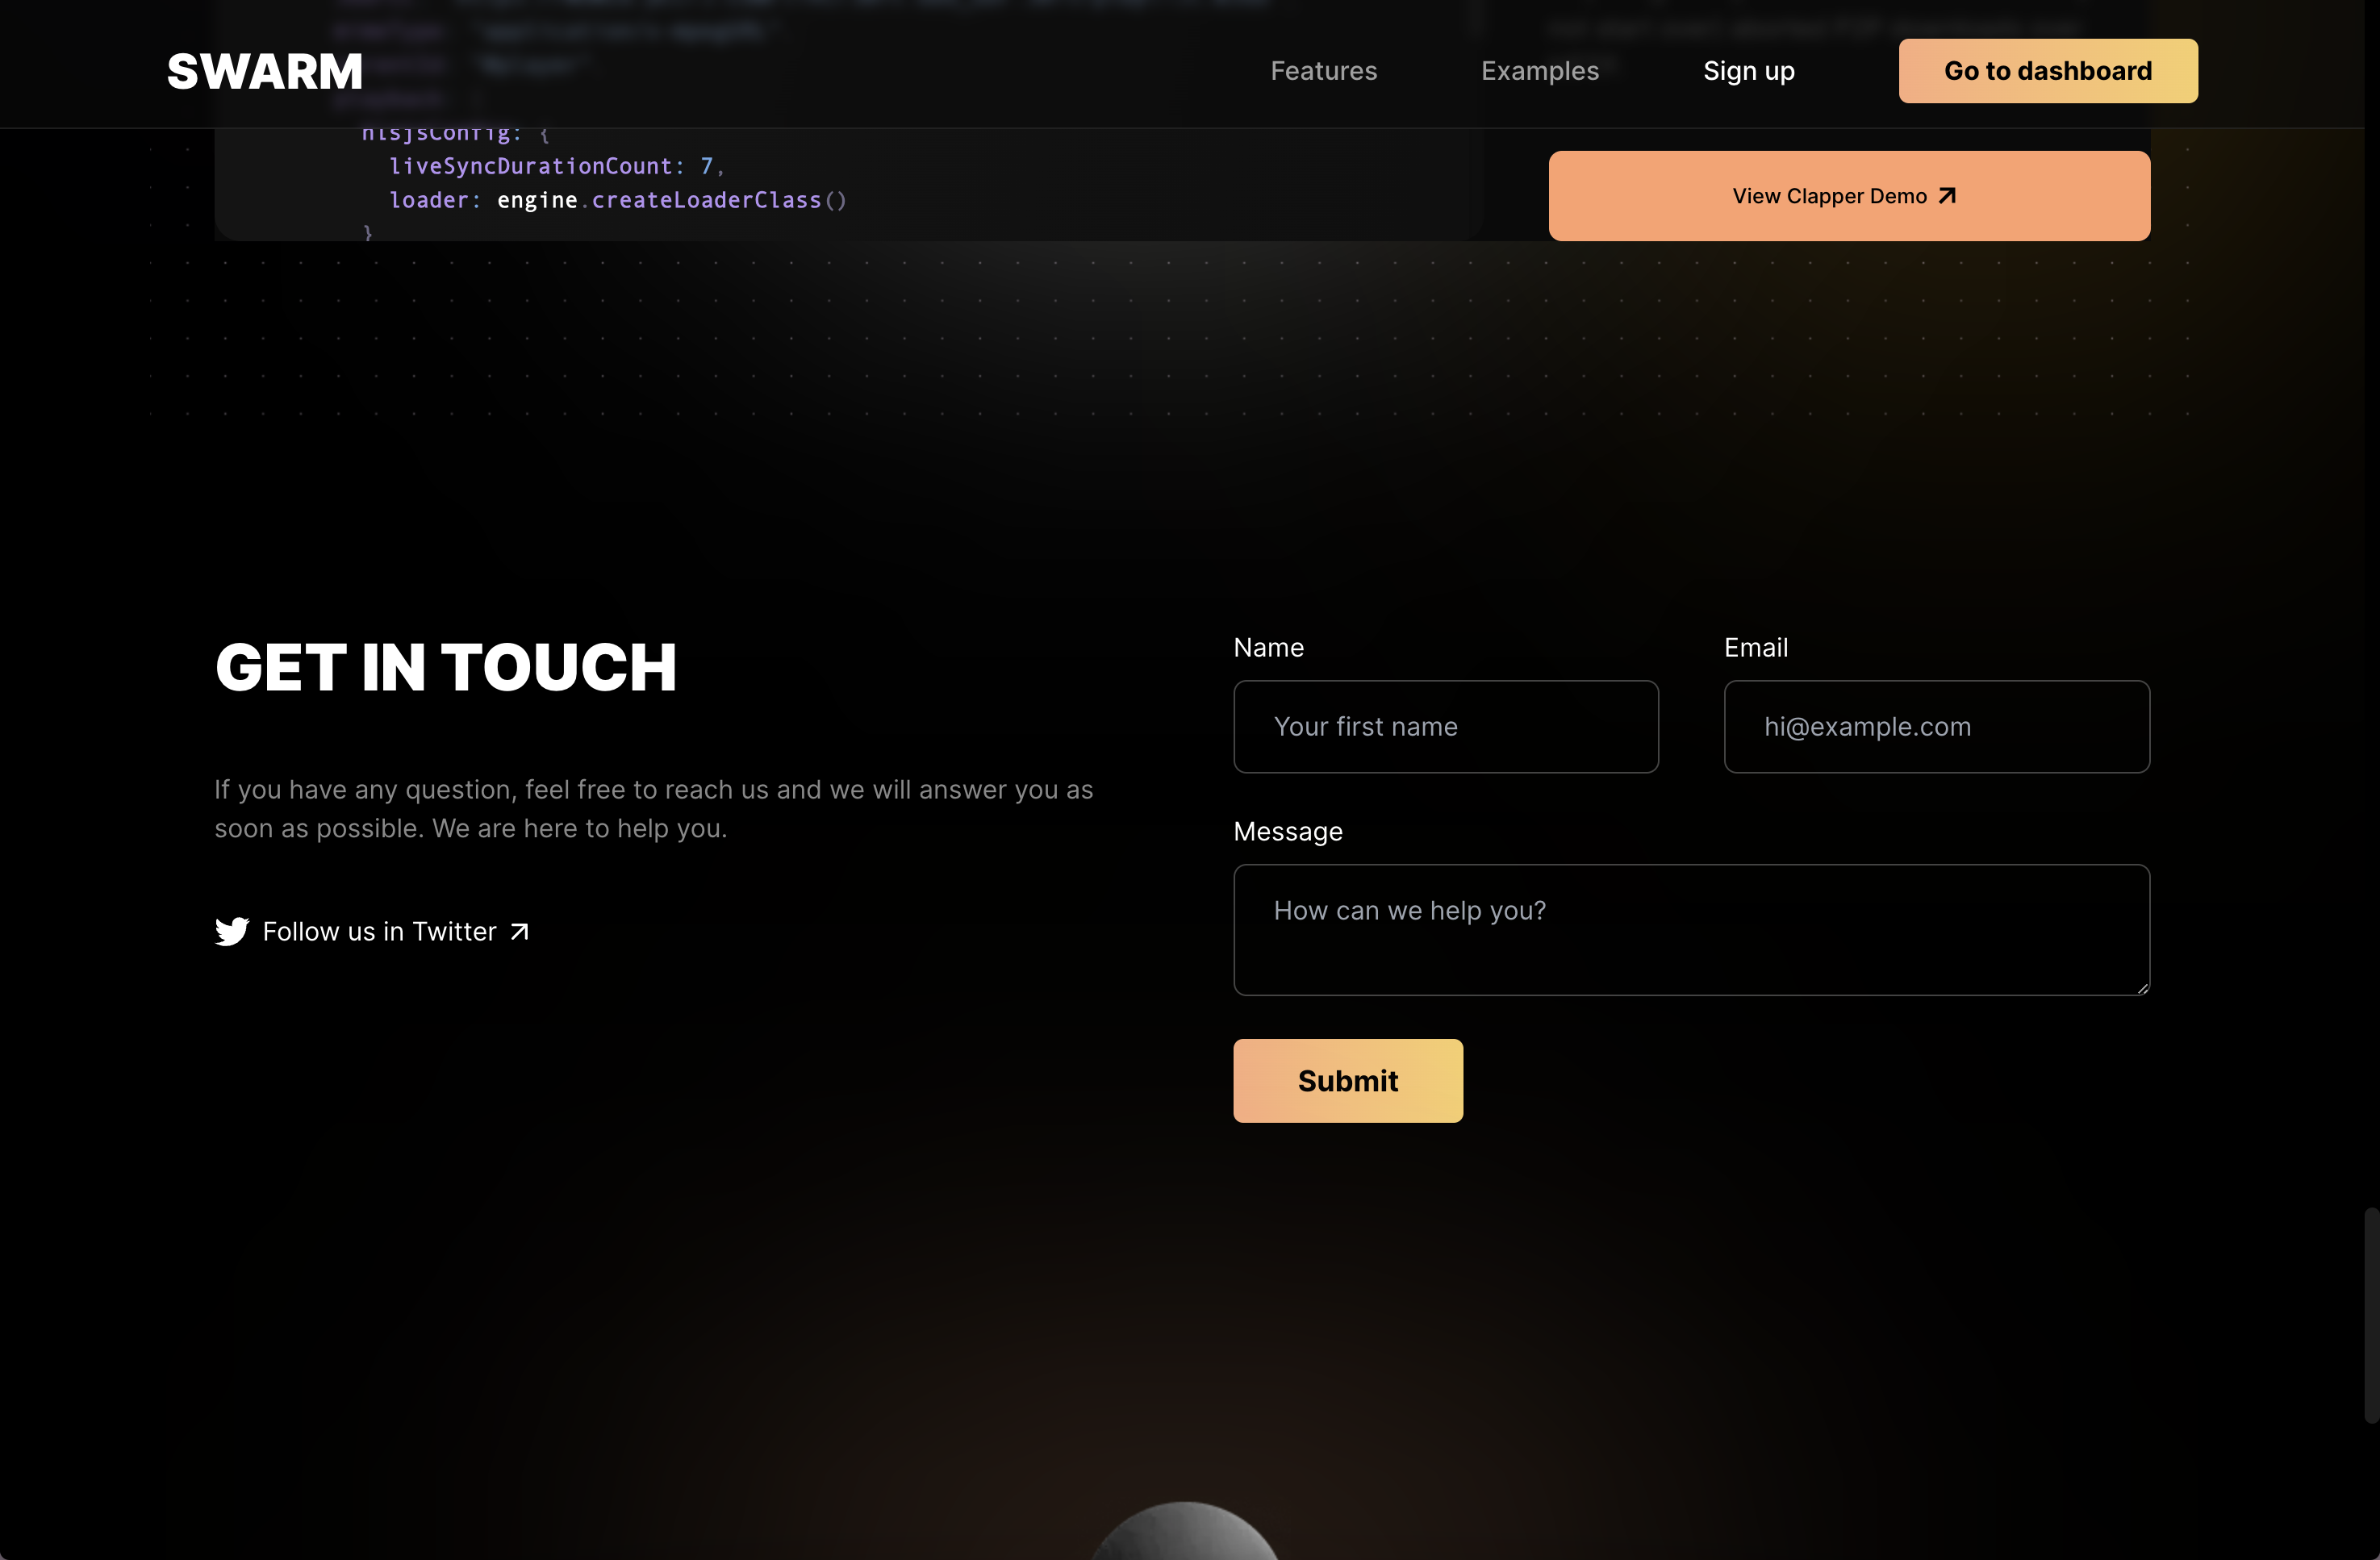 SWARM
Features
Examples
Sign up
Go to dashboard
hlsjsConfig: {
liveSyncDurationCount: 7,
loader: engine.createLoaderClass()
}
View Clapper Demo
GET IN TOUCH
If you have any question, feel free to reach us and we will answer you as
soon as possible. We are here to help you.
Follow us in Twitter
Name
Email
Your first name
hi@example.com
Message
How can we help you?
Submit